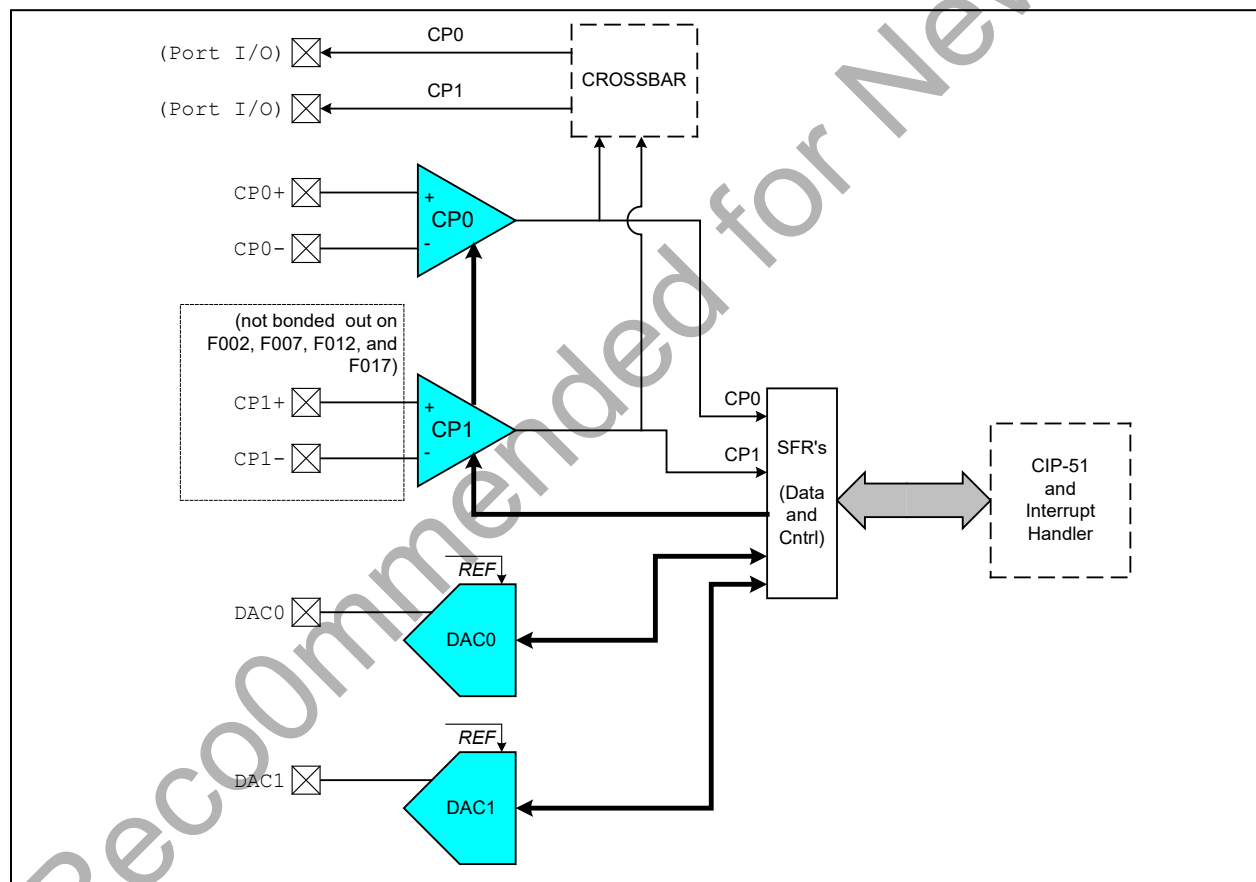 (Port I/O)
CP0
CROSSBAR
(Port I/O)
CP1
CP0+
+
CP0
CP0-
-
(not bonded out on
F002, F007, F012, and
F017)
CP1+
+
CP1
CP1-
-
CP0
CP1
SFR's
(Data
and
Cntrl)
CIP-51
and
Interrupt
Handler
REF
DAC0
DAC0
REF
DAC1
DAC1
Reco0mmended for New